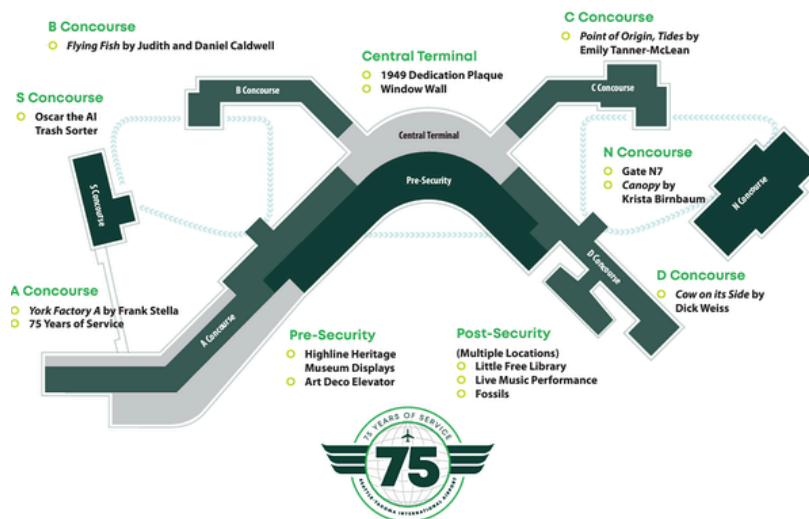 B Concourse
Flying Fish by Judith and Daniel Caldwell
C Concourse
Point of Origin, Tides by
Emily Tanner-McLean
Central Terminal
1949 Dedication Plaque
Window Wall
S Concourse
Oscar the AI
Trash Sorter
B Concourse
C Concourse
Central Terminal
Pre-Security
N Concourse
Gate N7
Canopy by
Krista Birnbaum
S Concourse
N Concourse
D Concourse
D Concourse
Cow on its Side by
Dick Weiss
A Concourse
York Factory A by Frank Stella
75 Years of Service
A Concourse
Pre-Security
Highline Heritage
Museum Displays
Art Deco Elevator
Post-Security
(Multiple Locations)
Little Free Library
Live Music Performance
Fossils
75 YEARS OF SERVICE
75
SEATTLE-TACOMA INTERNATIONAL AIRPORT